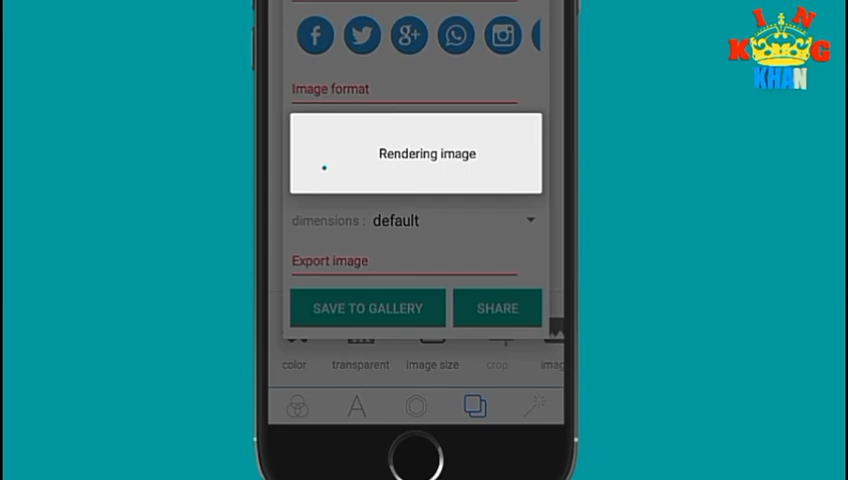 KING
KHAN
Image format
Rendering image
dimensions : default
Export image
SAVE TO GALLERY SHARE
color transparent image size crop